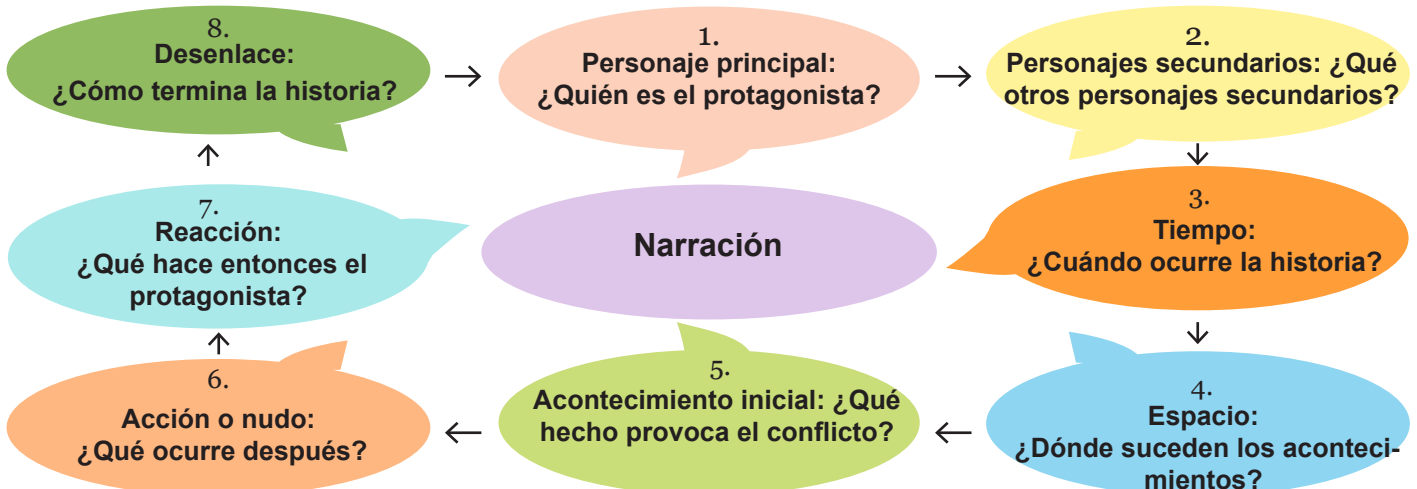 8.
Desenlace:
¿Cómo termina la historia?
1.
Personaje principal:
¿Quién es el protagonista?
2.
Personajes secundarios: ¿Qué
otros personajes secundarios?
7.
Reacción:
¿Qué hace entonces el
protagonista?
Narración
3.
Tiempo:
¿Cuándo ocurre la historia?
6.
Acción o nudo:
¿Qué ocurre después?
5.
Acontecimiento inicial: ¿Qué
hecho provoca el conflicto?
4.
Espacio:
¿Dónde suceden los aconteci-
mientos?